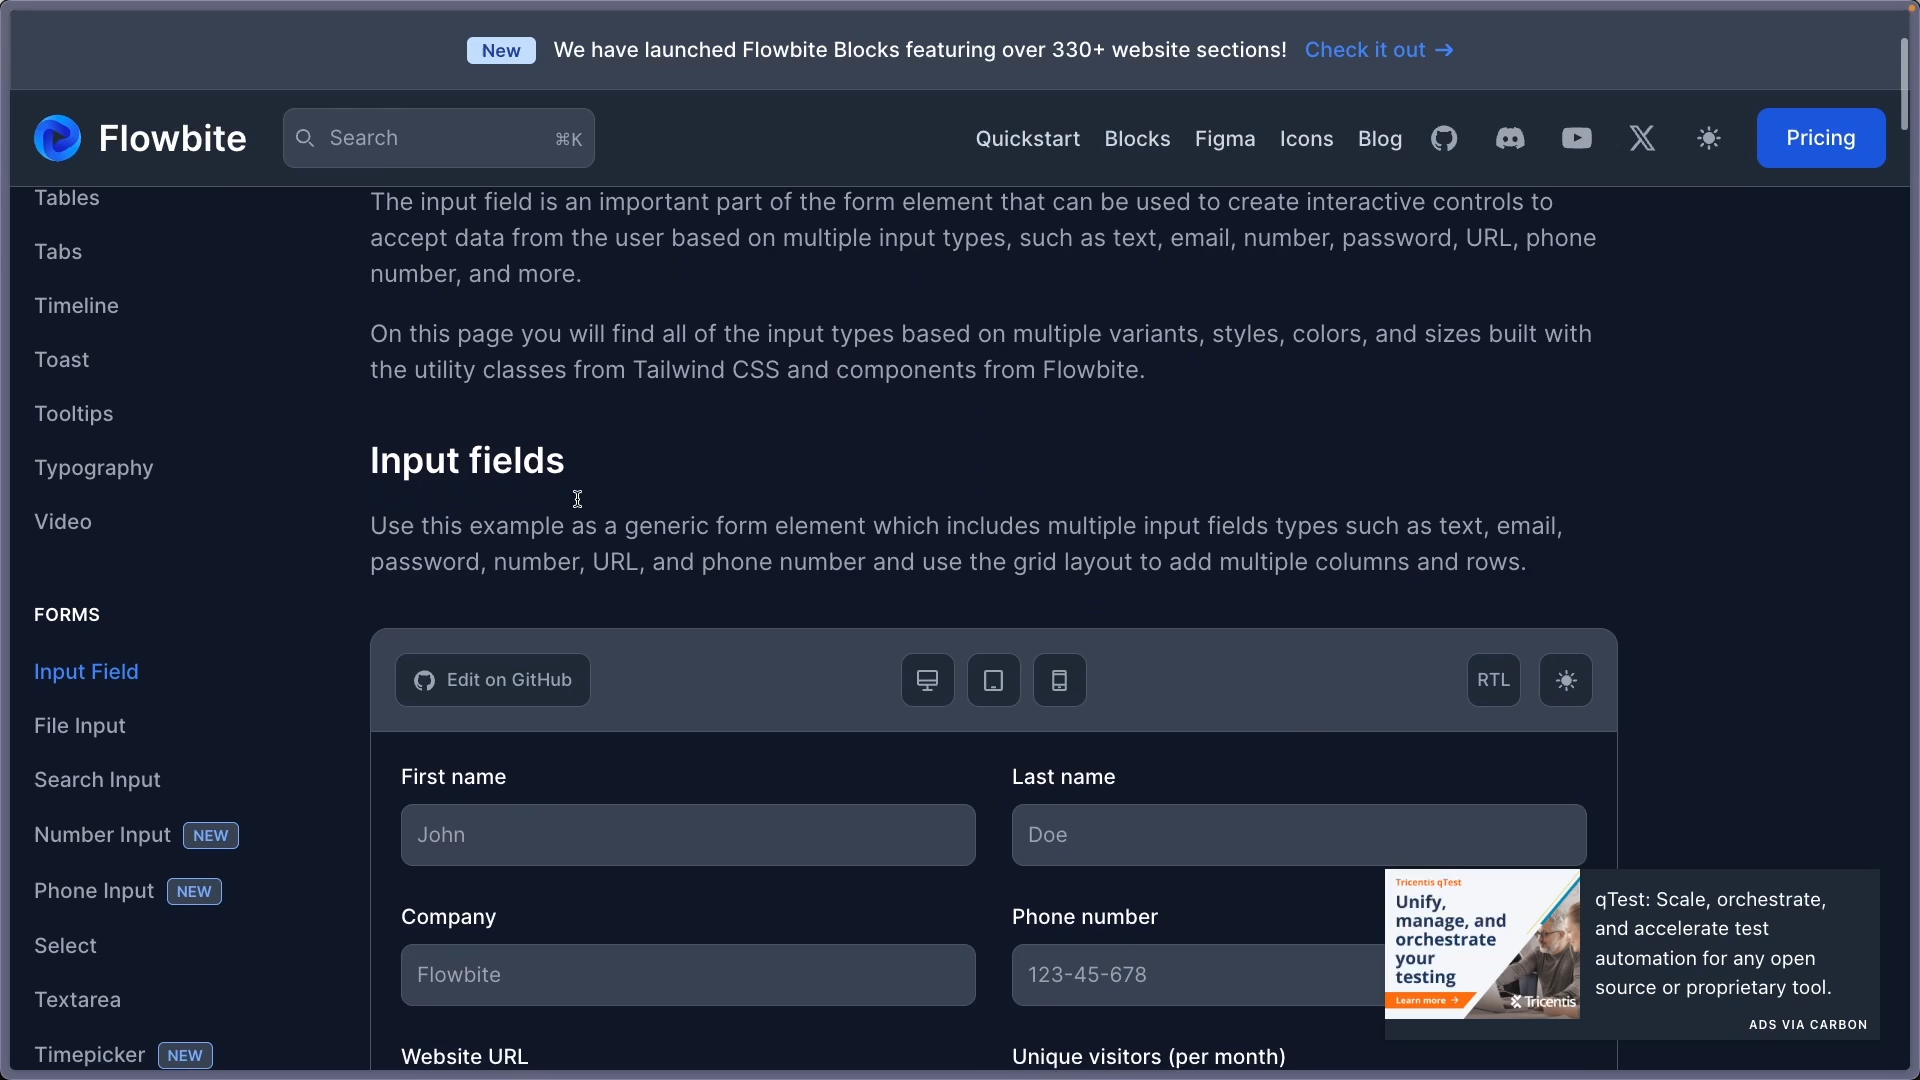 New We have launched Flowbite Blocks featuring over 330+ website sections! Check it out →
Flowbite
Search ⌘K
Quickstart Blocks Figma Icons Blog Pricing
Tables
Tabs
Timeline
Toast
Tooltips
Typography
Video
FORMS
Input Field
File Input
Search Input
Number Input NEW
Phone Input NEW
Select
Textarea
Timepicker NEW
The input field is an important part of the form element that can be used to create interactive controls to
accept data from the user based on multiple input types, such as text, email, number, password, URL, phone
number, and more.
On this page you will find all of the input types based on multiple variants, styles, colors, and sizes built with
the utility classes from Tailwind CSS and components from Flowbite.
Input fields
Use this example as a generic form element which includes multiple input fields types such as text, email,
password, number, URL, and phone number and use the grid layout to add multiple columns and rows.
Edit on GitHub RTL
First name Last name
John Doe
Company Phone number
Flowbite 123-45-678
Website URL Unique visitors (per month)
Tricentis qTest
Unify,
manage, and
orchestrate
your
testing
Learn more →
Tricentis
qTest: Scale, orchestrate,
and accelerate test
automation for any open
source or proprietary tool.
ADS VIA CARBON